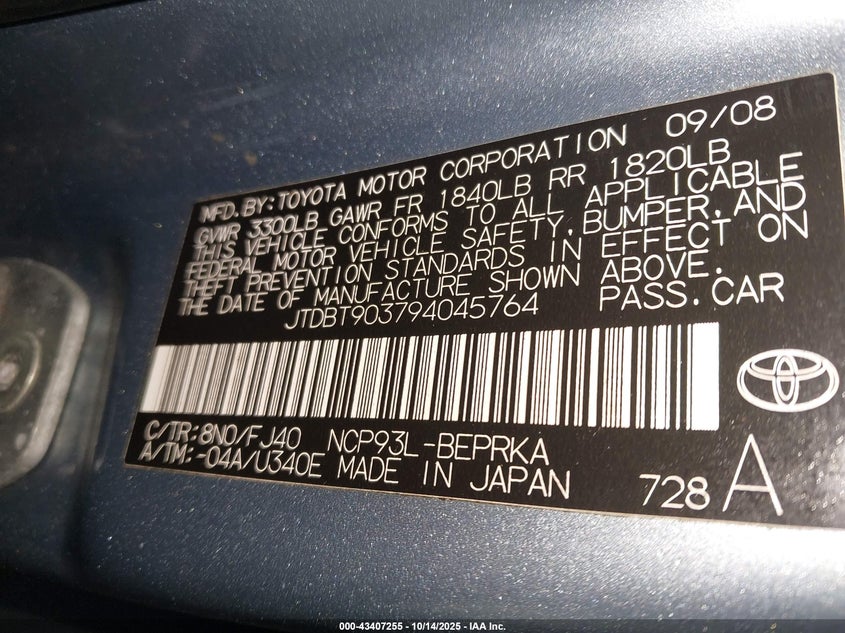 MFD.BY:TOYOTA MOTOR CORPORATION 09/08
GVWR 3300LB GAWR FR 1840LB RR 1820LB
THIS VEHICLE CONFORMS TO ALL APPLICABLE
FEDERAL MOTOR VEHICLE SAFETY,BUMPER,AND
THEFT PREVENTION STANDARDS IN EFFECT ON
THE DATE OF MANUFACTURE SHOWN ABOVE.
JTDBT903794045764 PASS.CAR
C/TR:8N0/FJ40 NCP93L-BEPRKA
A/TM:-04A/U340E MADE IN JAPAN 728 A
000-43407255 - 10/14/2025 - IAA Inc.